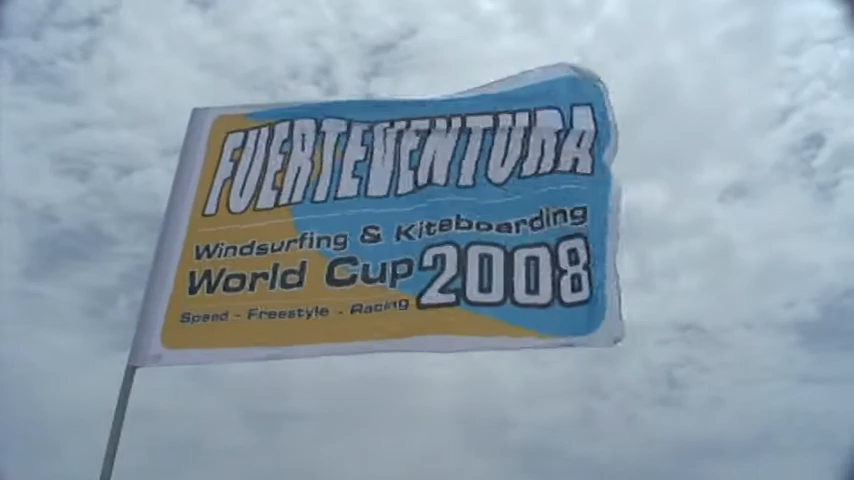 FUERTEVENTURA
Windsurfing & Kiteboarding
World Cup 2008
Speed - Freestyle - Racing